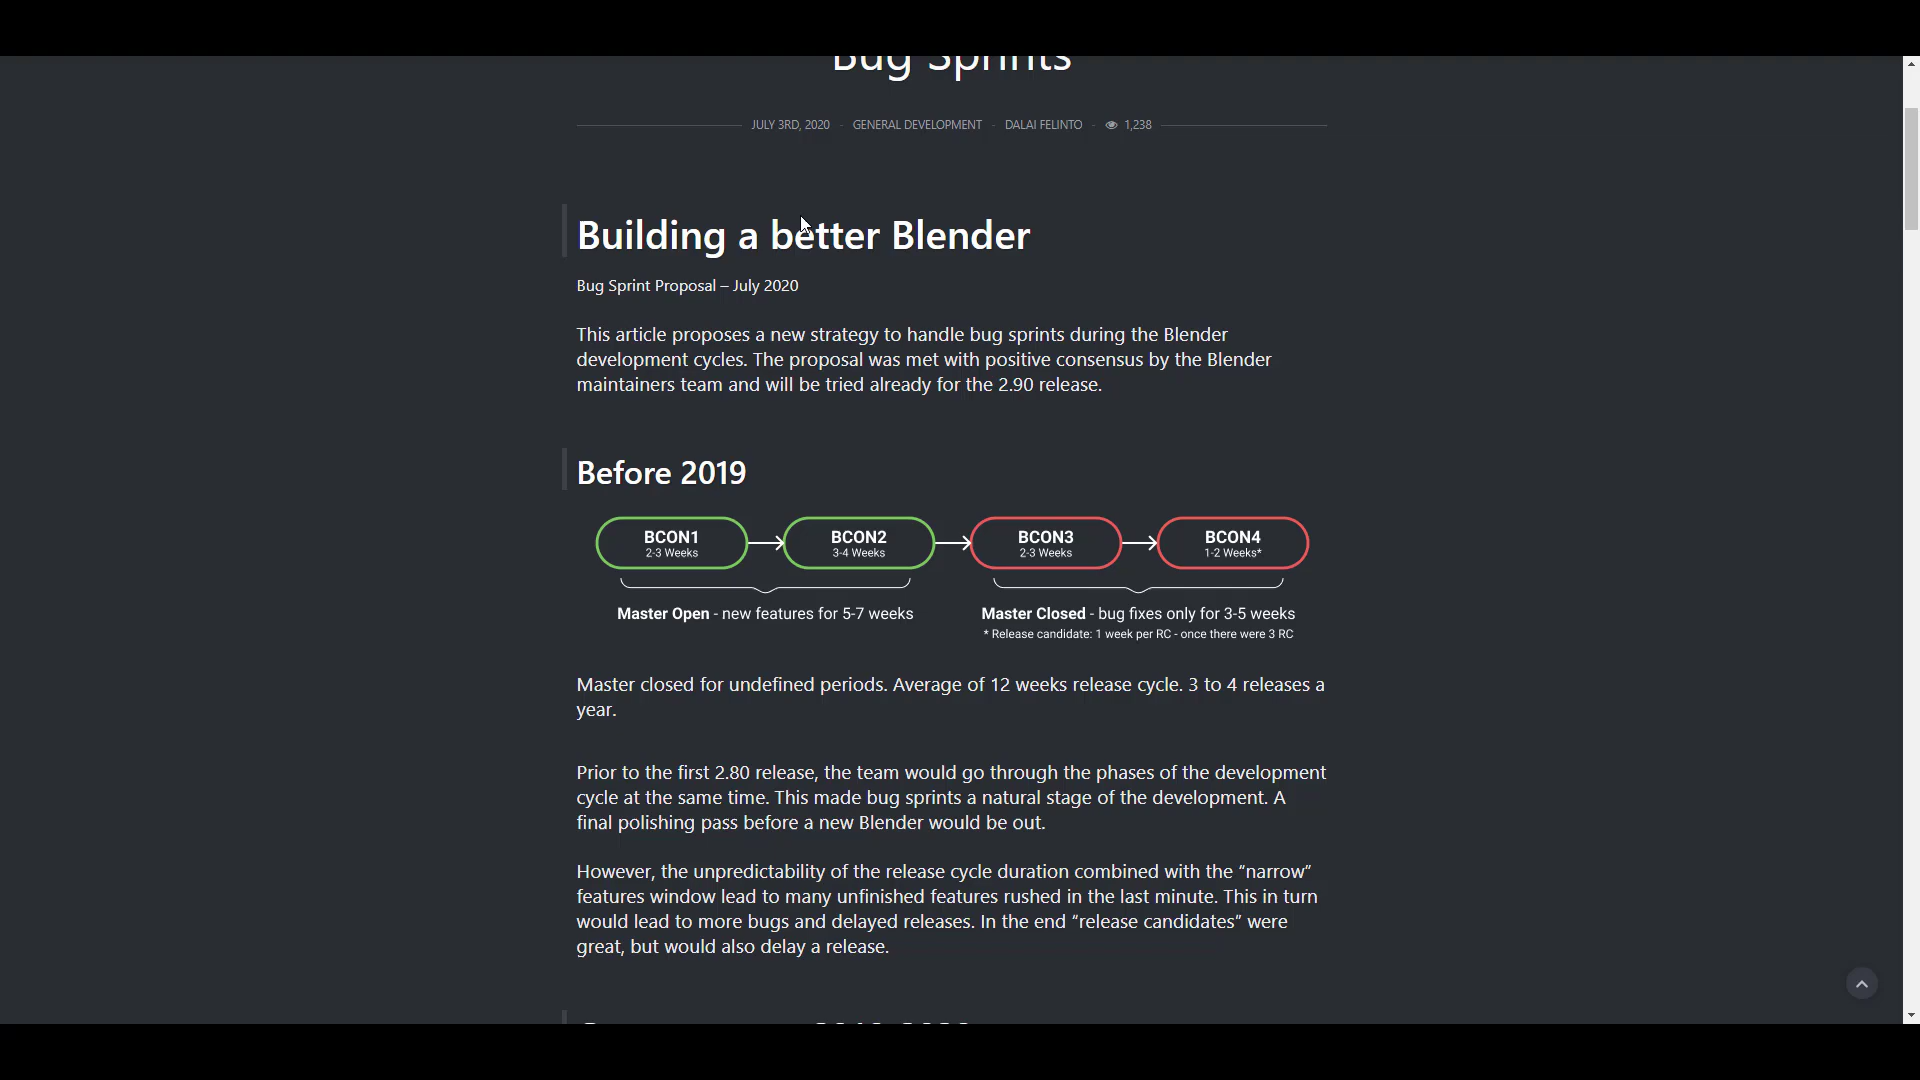 Bug Sprints
JULY 3RD, 2020 - GENERAL DEVELOPMENT - DALAI FELINTO - 1,238
Building a better Blender
Bug Sprint Proposal – July 2020
This article proposes a new strategy to handle bug sprints during the Blender
development cycles. The proposal was met with positive consensus by the Blender
maintainers team and will be tried already for the 2.90 release.
Before 2019
BCON1 BCON2 BCON3 BCON4
2-3 Weeks 3-4 Weeks 2-3 Weeks 1-2 Weeks*
Master Open - new features for 5-7 weeks
Master Closed - bug fixes only for 3-5 weeks
* Release candidate: 1 week per RC - once there were 3 RC
Master closed for undefined periods. Average of 12 weeks release cycle. 3 to 4 releases a
year.
Prior to the first 2.80 release, the team would go through the phases of the development
cycle at the same time. This made bug sprints a natural stage of the development. A
final polishing pass before a new Blender would be out.
However, the unpredictability of the release cycle duration combined with the “narrow”
features window lead to many unfinished features rushed in the last minute. This in turn
would lead to more bugs and delayed releases. In the end “release candidates” were
great, but would also delay a release.